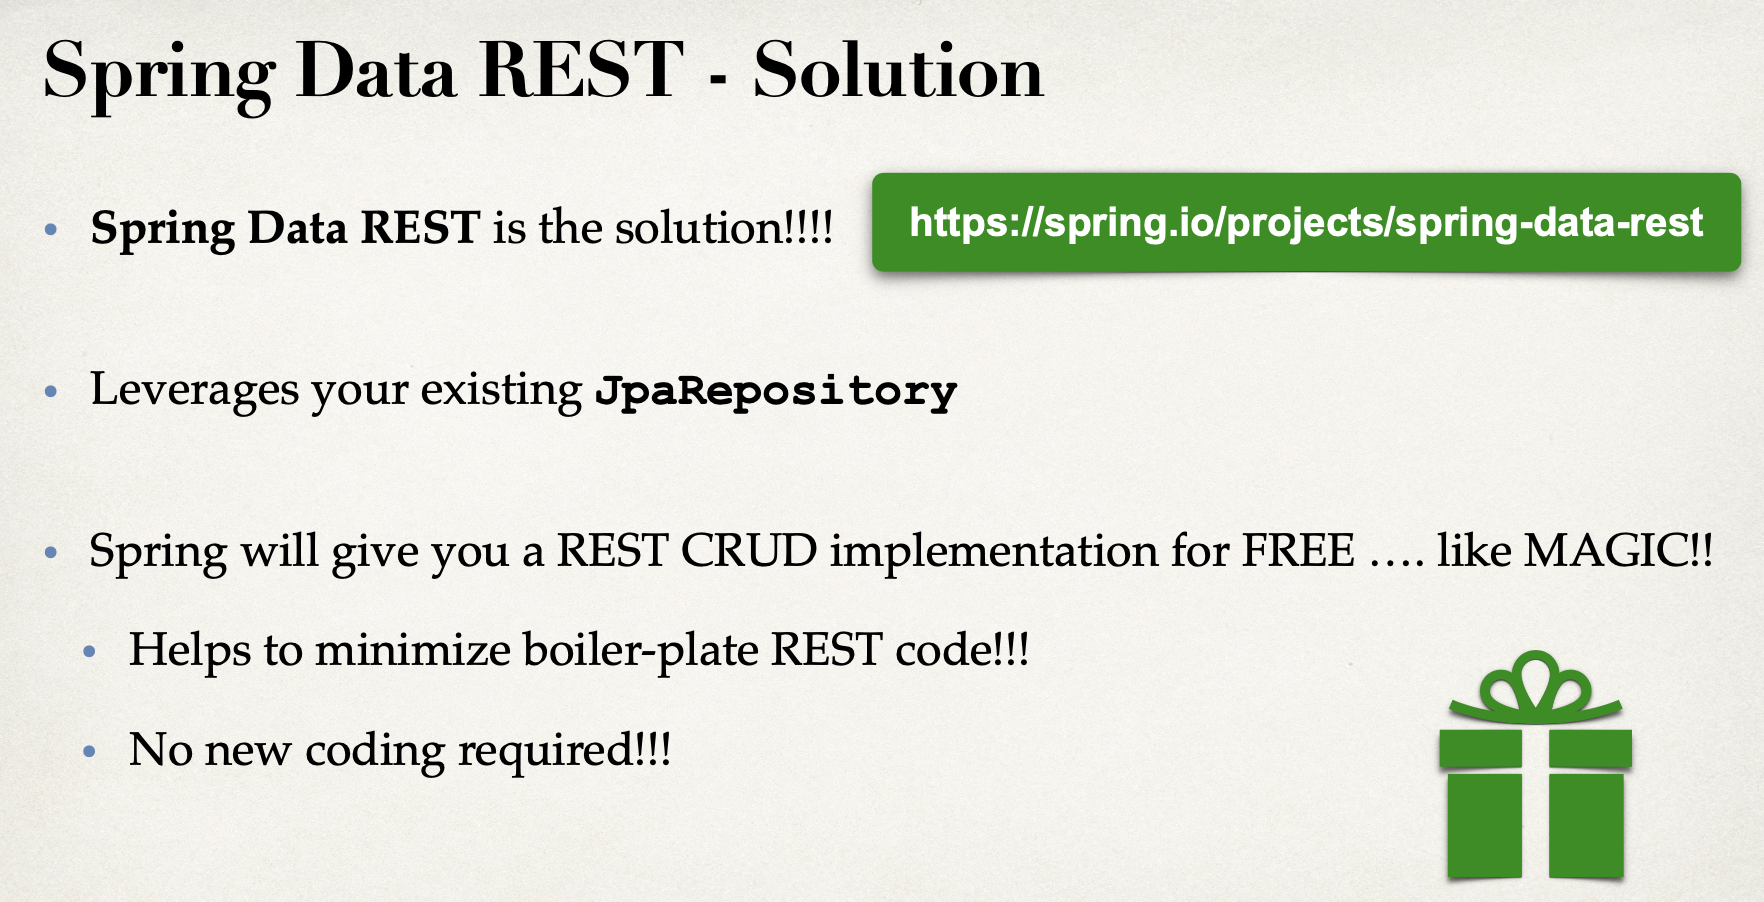 Spring Data REST - Solution
• Spring Data REST is the solution!!!!
https://spring.io/projects/spring-data-rest
• Leverages your existing JpaRepository
• Spring will give you a REST CRUD implementation for FREE …. like MAGIC!!
• Helps to minimize boiler-plate REST code!!!
• No new coding required!!!